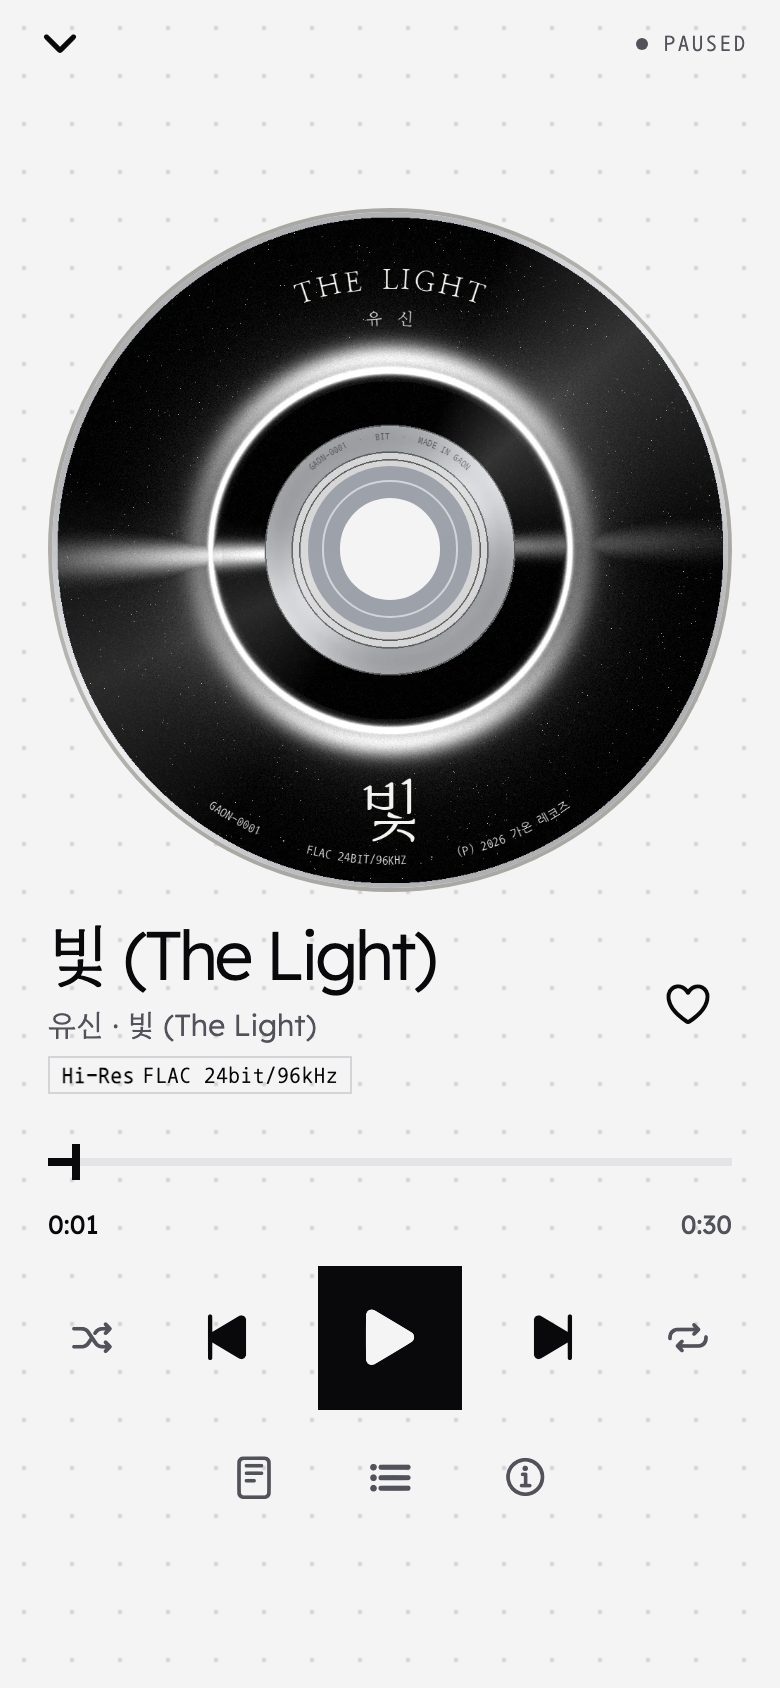 PAUSED
THE LIGHT
유 신
GAON-0001 · BIT · MADE IN GAON
빛
GAON-0001 · FLAC 24BIT/96KHZ · (P) 2026 가온 레코즈
빛 (The Light)
유신 · 빛 (The Light)
Hi-Res FLAC 24bit/96kHz
0:01
0:30